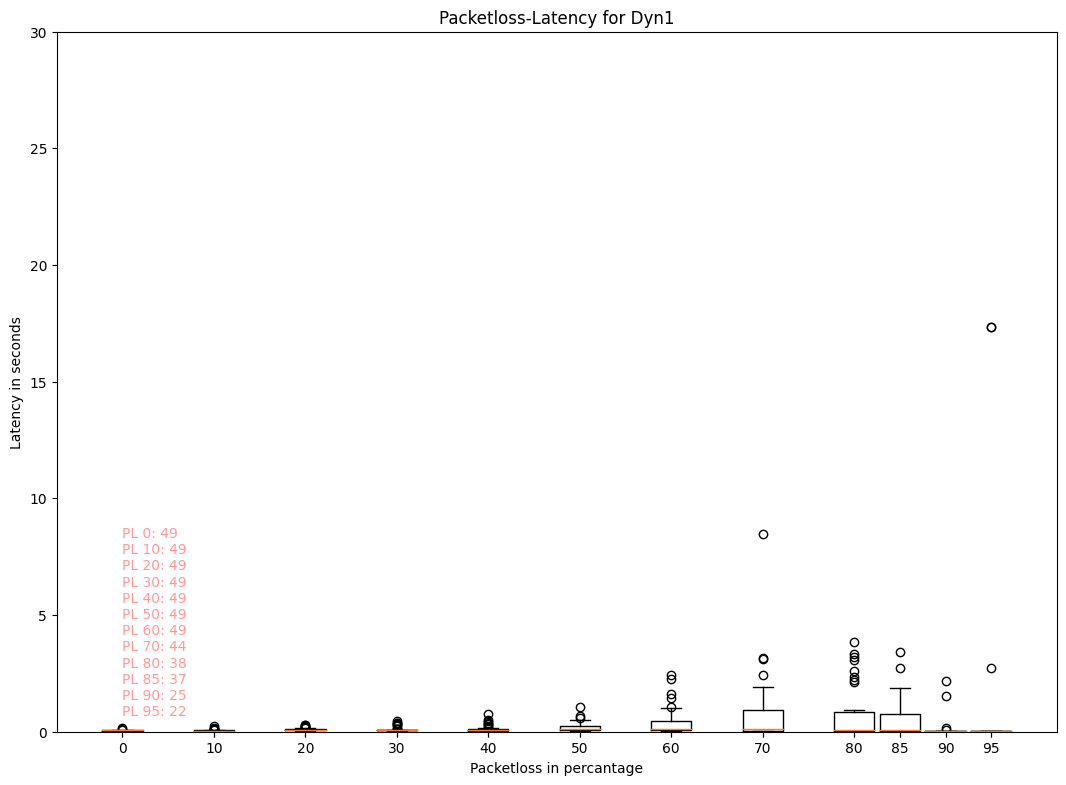 Packetloss-Latency for Dyn1
30
25
20
15
10
5
0
Latency in seconds
PL 0: 49
PL 10: 49
PL 20: 49
PL 30: 49
PL 40: 49
PL 50: 49
PL 60: 49
PL 70: 44
PL 80: 38
PL 85: 37
PL 90: 25
PL 95: 22
0 10 20 30 40 50 60 70 80 85 90 95
Packetloss in percantage